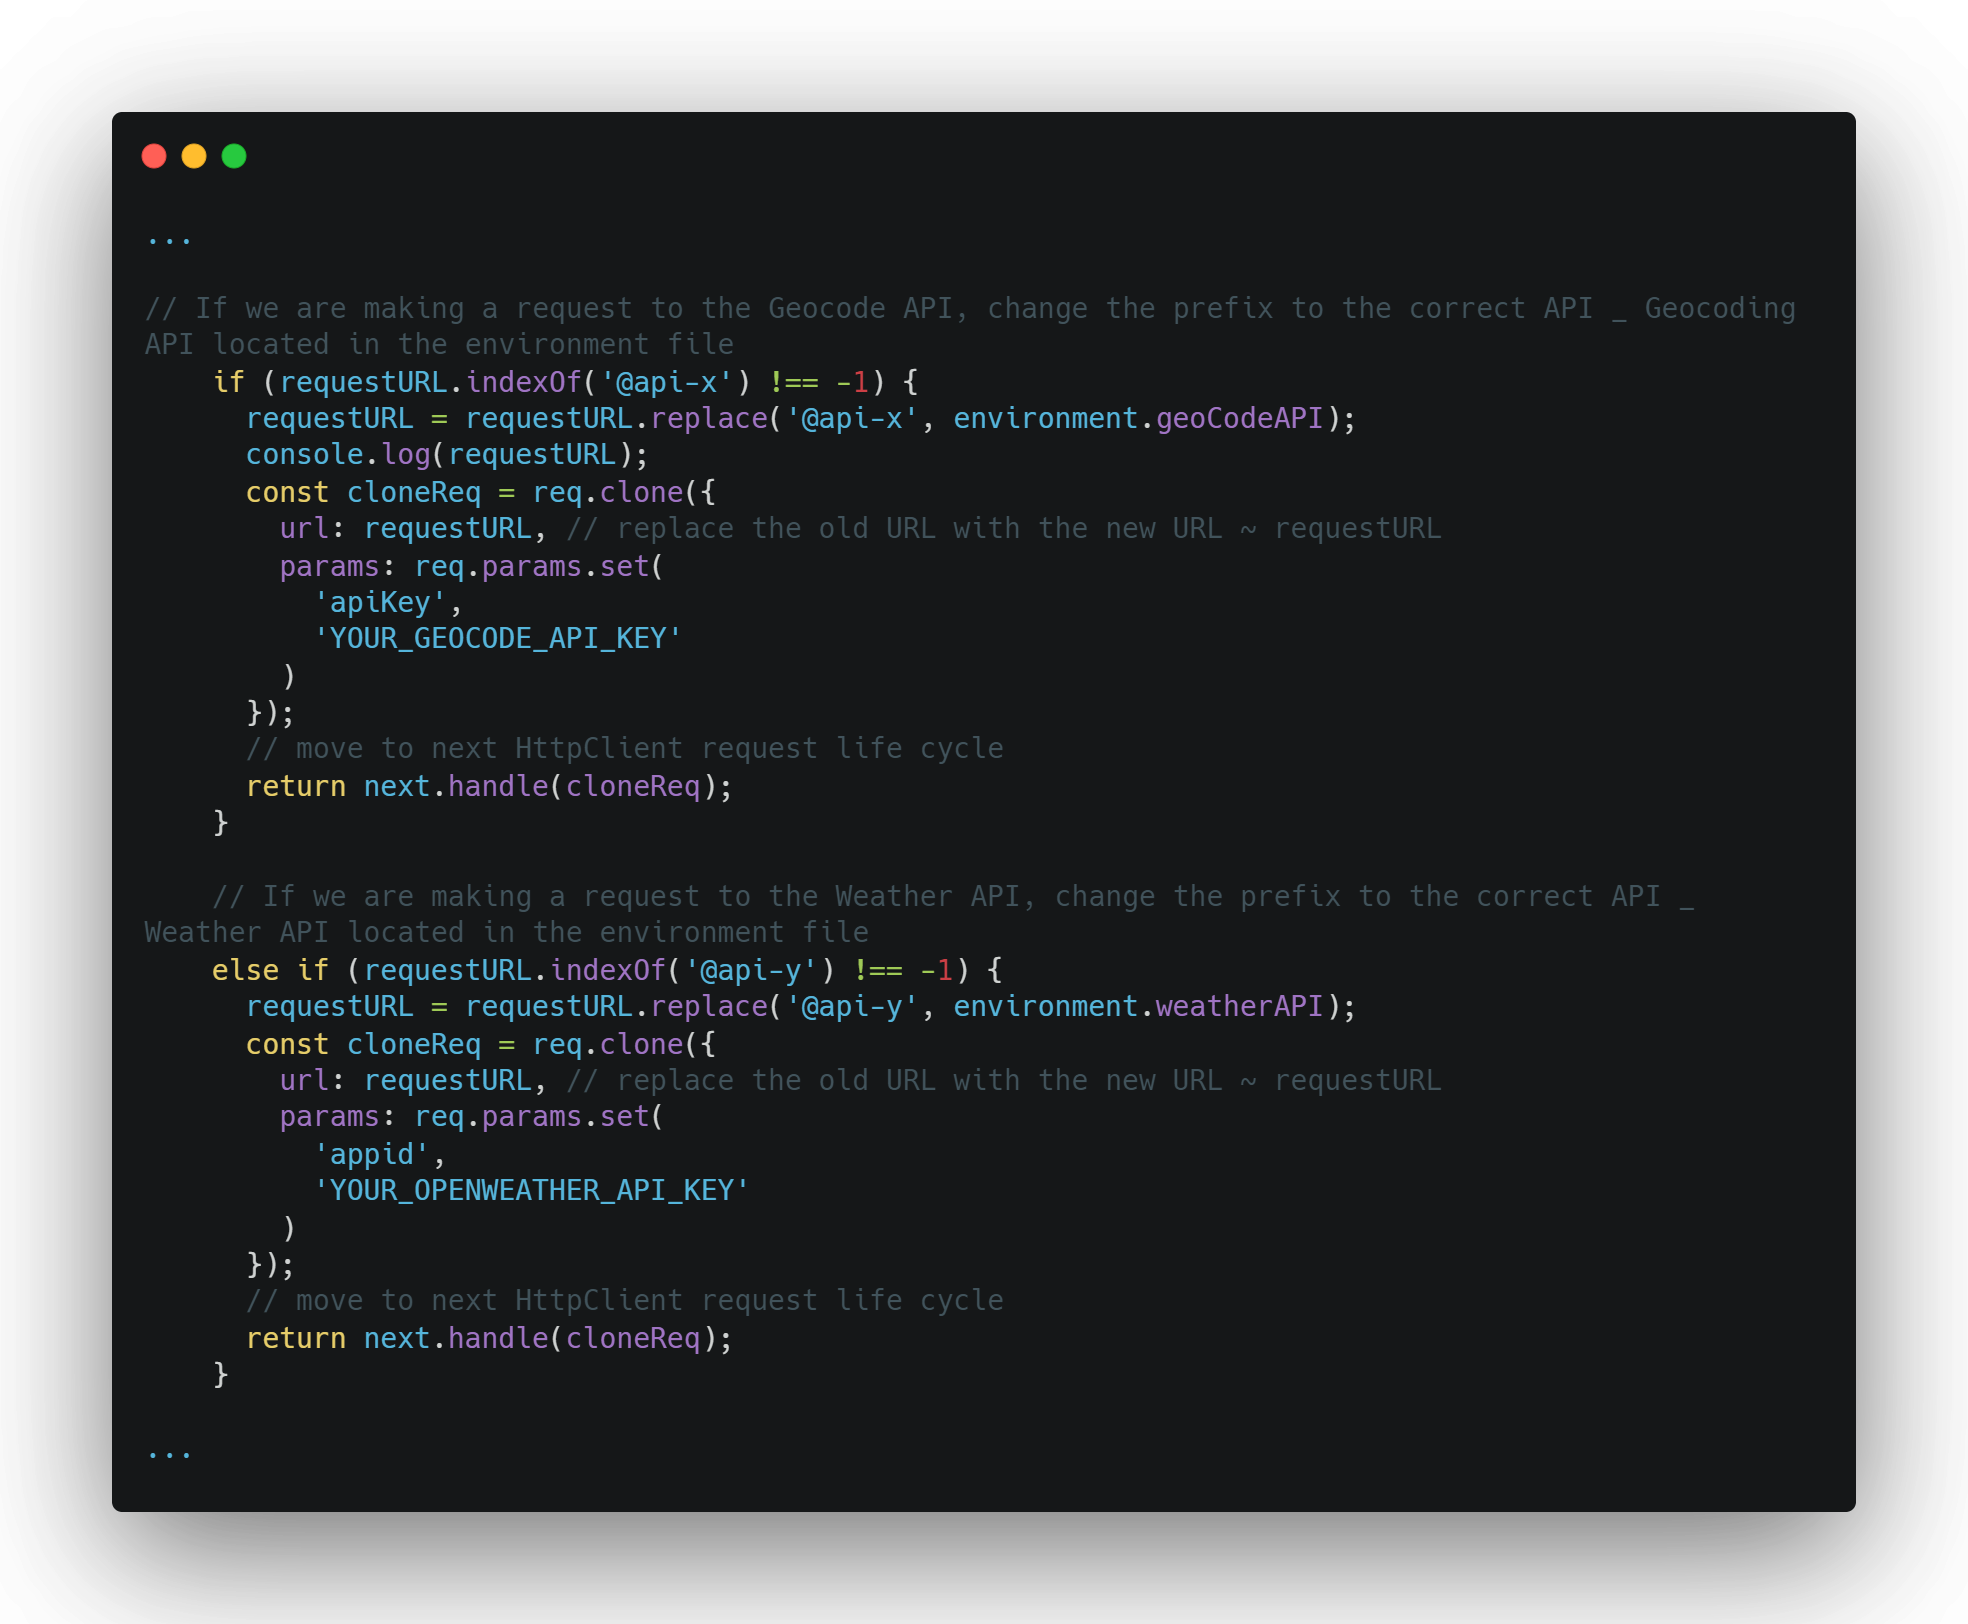 ...
// If we are making a request to the Geocode API, change the prefix to the correct API _ Geocoding
API located in the environment file
    if (requestURL.indexOf('@api-x') !== -1) {
      requestURL = requestURL.replace('@api-x', environment.geoCodeAPI);
      console.log(requestURL);
      const cloneReq = req.clone({
        url: requestURL, // replace the old URL with the new URL ~ requestURL
        params: req.params.set(
          'apiKey',
          'YOUR_GEOCODE_API_KEY'
        )
      });
      // move to next HttpClient request life cycle
      return next.handle(cloneReq);
    }
    // If we are making a request to the Weather API, change the prefix to the correct API _
Weather API located in the environment file
    else if (requestURL.indexOf('@api-y') !== -1) {
      requestURL = requestURL.replace('@api-y', environment.weatherAPI);
      const cloneReq = req.clone({
        url: requestURL, // replace the old URL with the new URL ~ requestURL
        params: req.params.set(
          'appid',
          'YOUR_OPENWEATHER_API_KEY'
        )
      });
      // move to next HttpClient request life cycle
      return next.handle(cloneReq);
    }
...